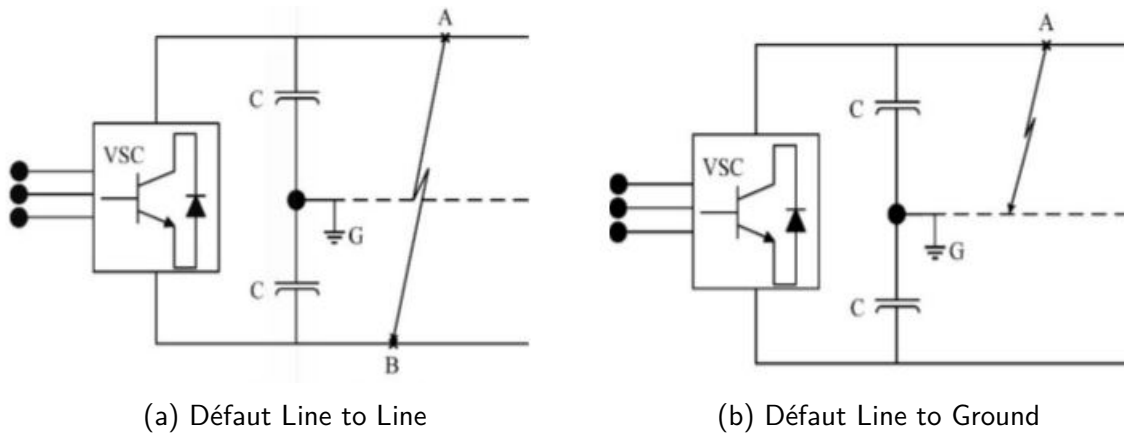 A
C
VSC
G
C
B
(a) Défaut Line to Line
A
C
VSC
G
C
(b) Défaut Line to Ground